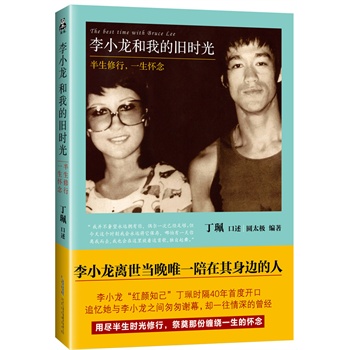 李小龙和我的旧时光
The best time with Bruce Lee
半生修行，一生怀念
丁珮 口述 圆太极 编著
李小龙离世当晚唯一陪在其身边的人
李小龙“红颜知己”丁珮时隔40年首度开口
追忆她与李小龙之间匆匆谢幕，却一往情深的曾经
用尽半生时光修行，祭奠那份缠绕一生的怀念
李小龙 和我的旧时光
半生修行
一生怀念
丁珮 口述